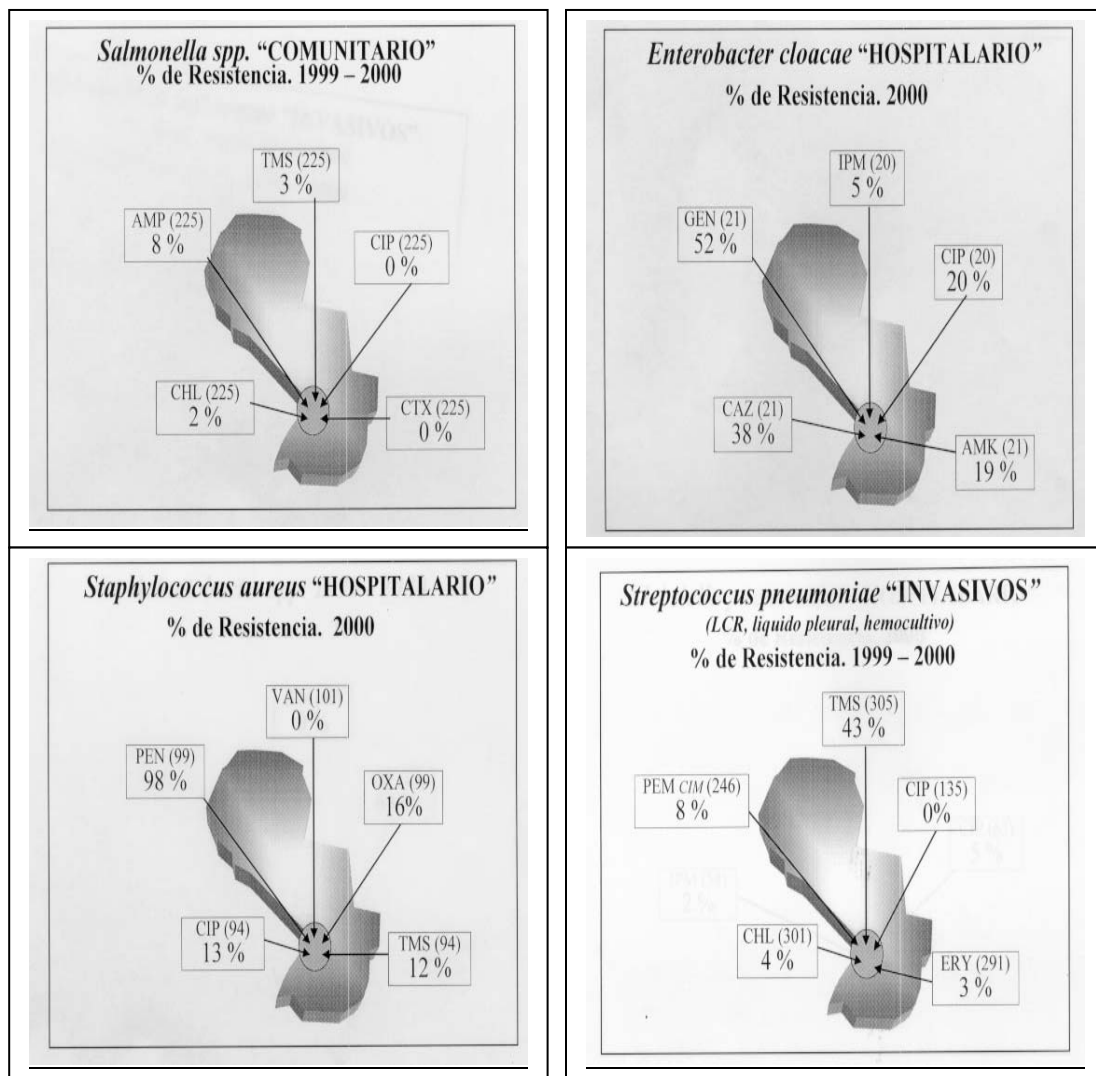 Salmonella spp. “COMUNITARIO”
% de Resistencia. 1999 – 2000
TMS (225)
3 %
AMP (225)
8 %
CIP (225)
0 %
CHL (225)
2 %
CTX (225)
0 %
Enterobacter cloacae “HOSPITALARIO”
% de Resistencia. 2000
IPM (20)
5 %
GEN (21)
52 %
CIP (20)
20 %
CAZ (21)
38 %
AMK (21)
19 %
Staphylococcus aureus “HOSPITALARIO”
% de Resistencia. 2000
VAN (101)
0 %
PEN (99)
98 %
OXA (99)
16%
CIP (94)
13 %
TMS (94)
12 %
Streptococcus pneumoniae “INVASIVOS”
(LCR, liquido pleural, hemocultivo)
% de Resistencia. 1999 – 2000
TMS (305)
43 %
PEM CIM (246)
8 %
CIP (135)
0%
CHL (301)
4 %
ERY (291)
3 %